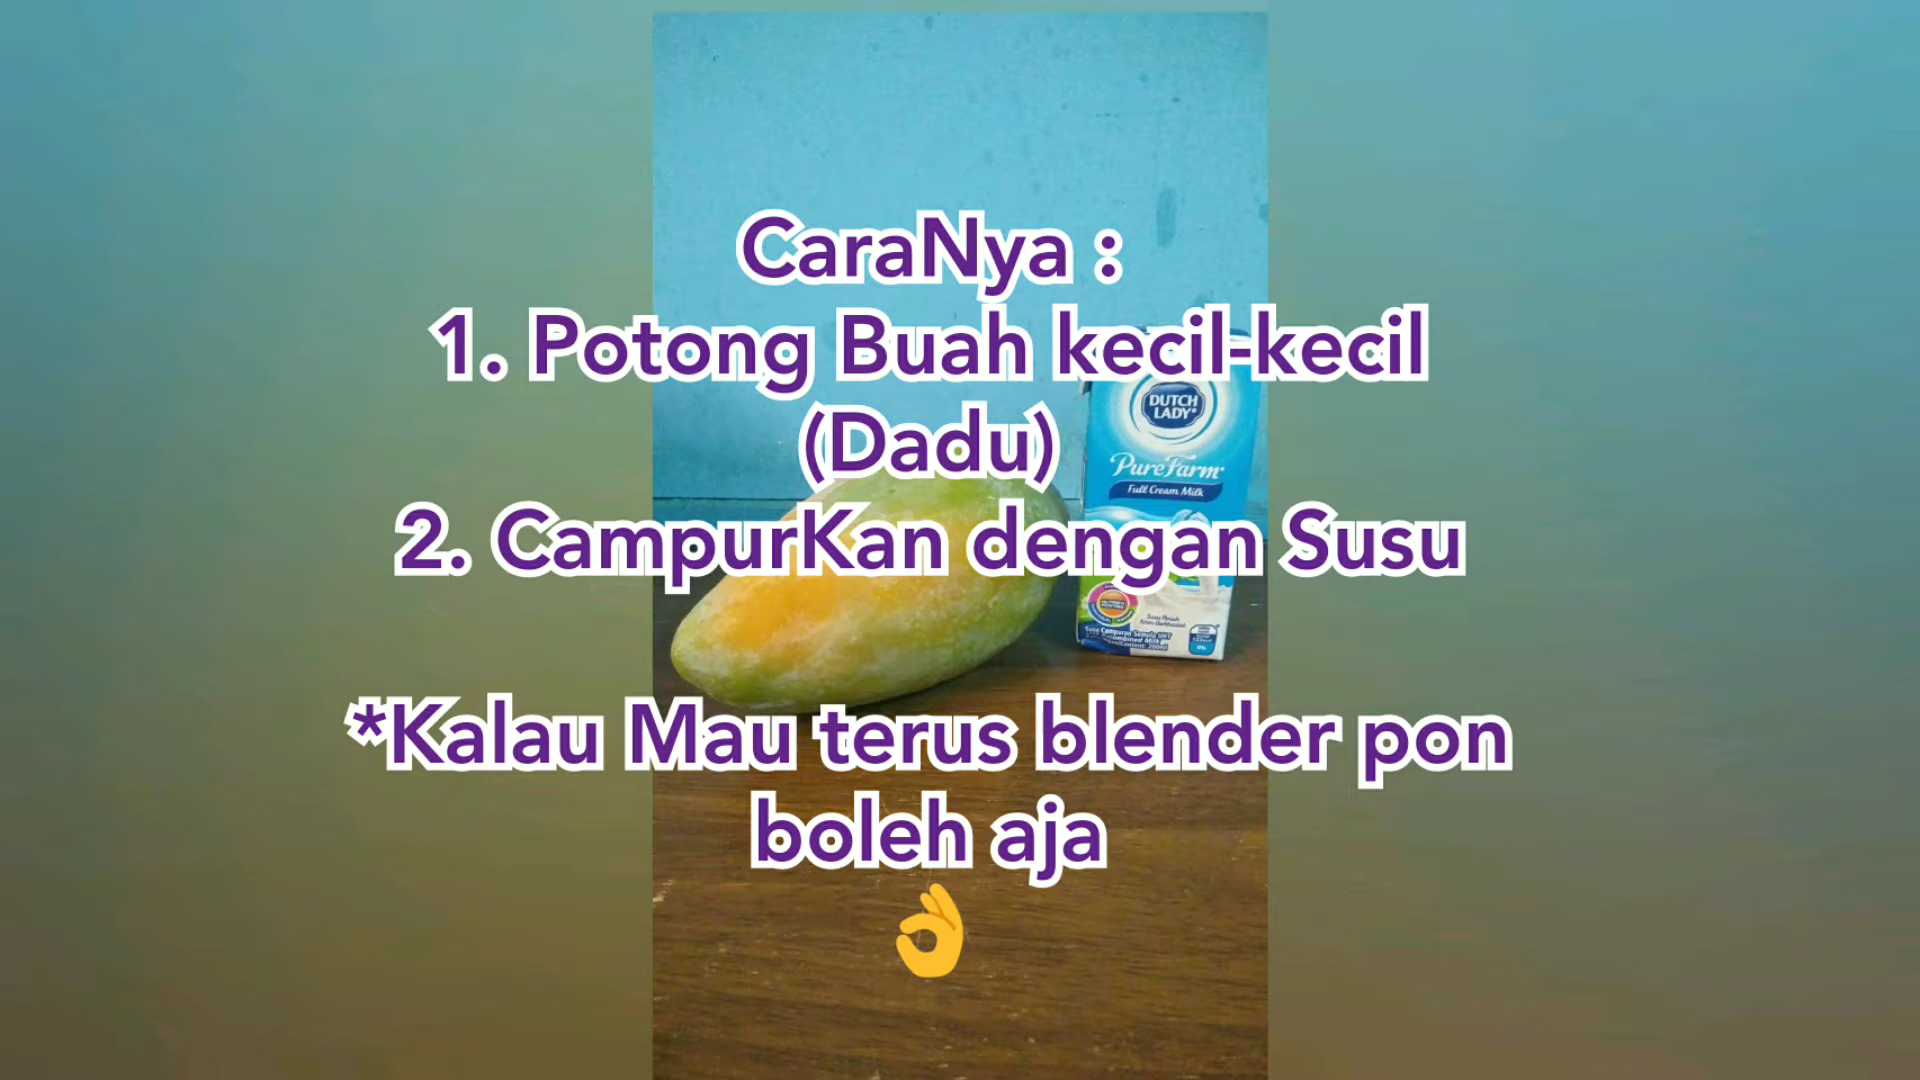 CaraNya :
1. Potong Buah kecil-kecil
(Dadu)
2. CampurKan dengan Susu
*Kalau Mau terus blender pon
boleh aja
👌
DUTCH
LADY
PureFarm
Full Cream Milk